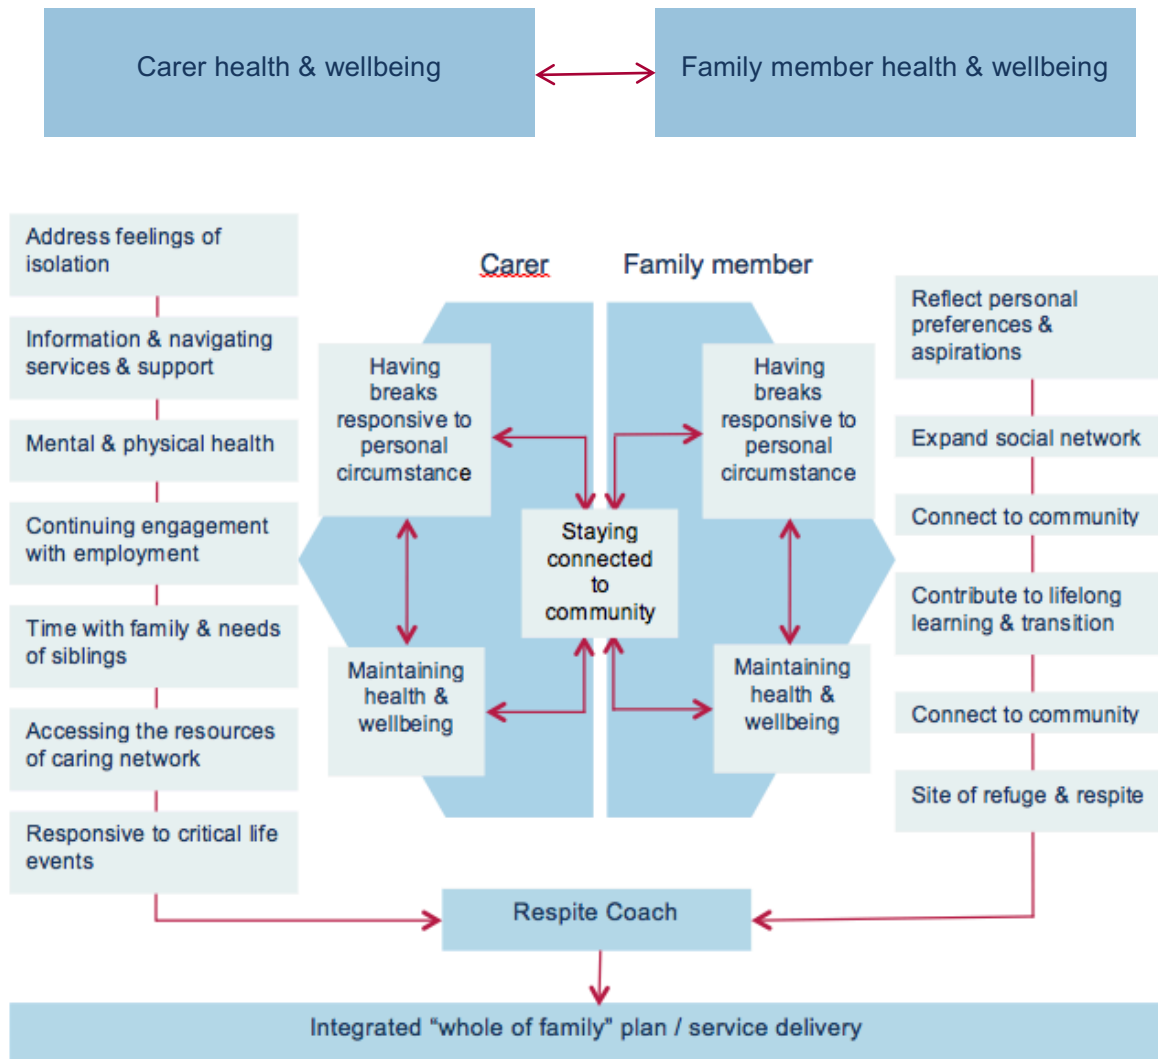 Carer health & wellbeing
Family member health & wellbeing
Address feelings of
isolation
Information & navigating
services & support
Mental & physical health
Continuing engagement
with employment
Time with family & needs
of siblings
Accessing the resources
of caring network
Responsive to critical life
events
Carer
Family member
Having
breaks
responsive to
personal
circumstance
Having
breaks
responsive to
personal
circumstance
Staying
connected
to
community
Maintaining
health &
wellbeing
Maintaining
health &
wellbeing
Reflect personal
preferences &
aspirations
Expand social network
Connect to community
Contribute to lifelong
learning & transition
Connect to community
Site of refuge & respite
Respite Coach
Integrated “whole of family” plan / service delivery